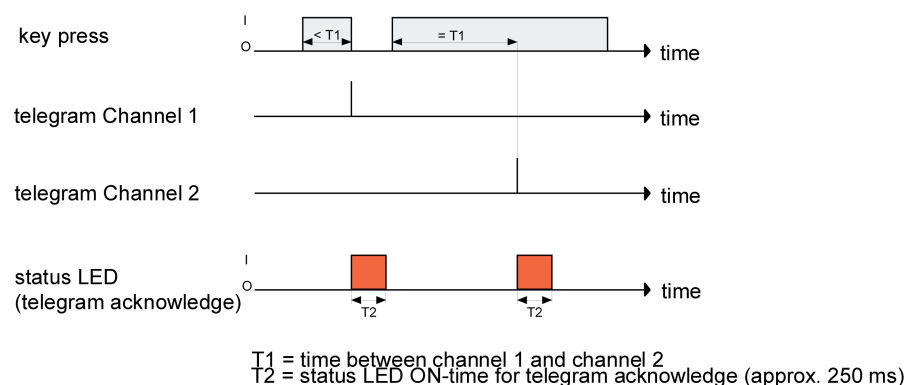 I
key press
< T1
= T1
O
time
telegram Channel 1
time
telegram Channel 2
time
I
status LED
O
time
(telegram acknowledge)
T2
T2
T1 = time between channel 1 and channel 2
T2 = status LED ON-time for telegram acknowledge (approx. 250 ms)